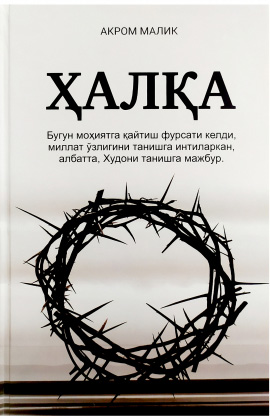 АКРОМ МАЛИК
ҲАЛҚА
Бугун моҳиятга қайтиш фурсати келди,
миллат ўзлигини танишга интиларкан,
албатта, Худони танишга мажбур.